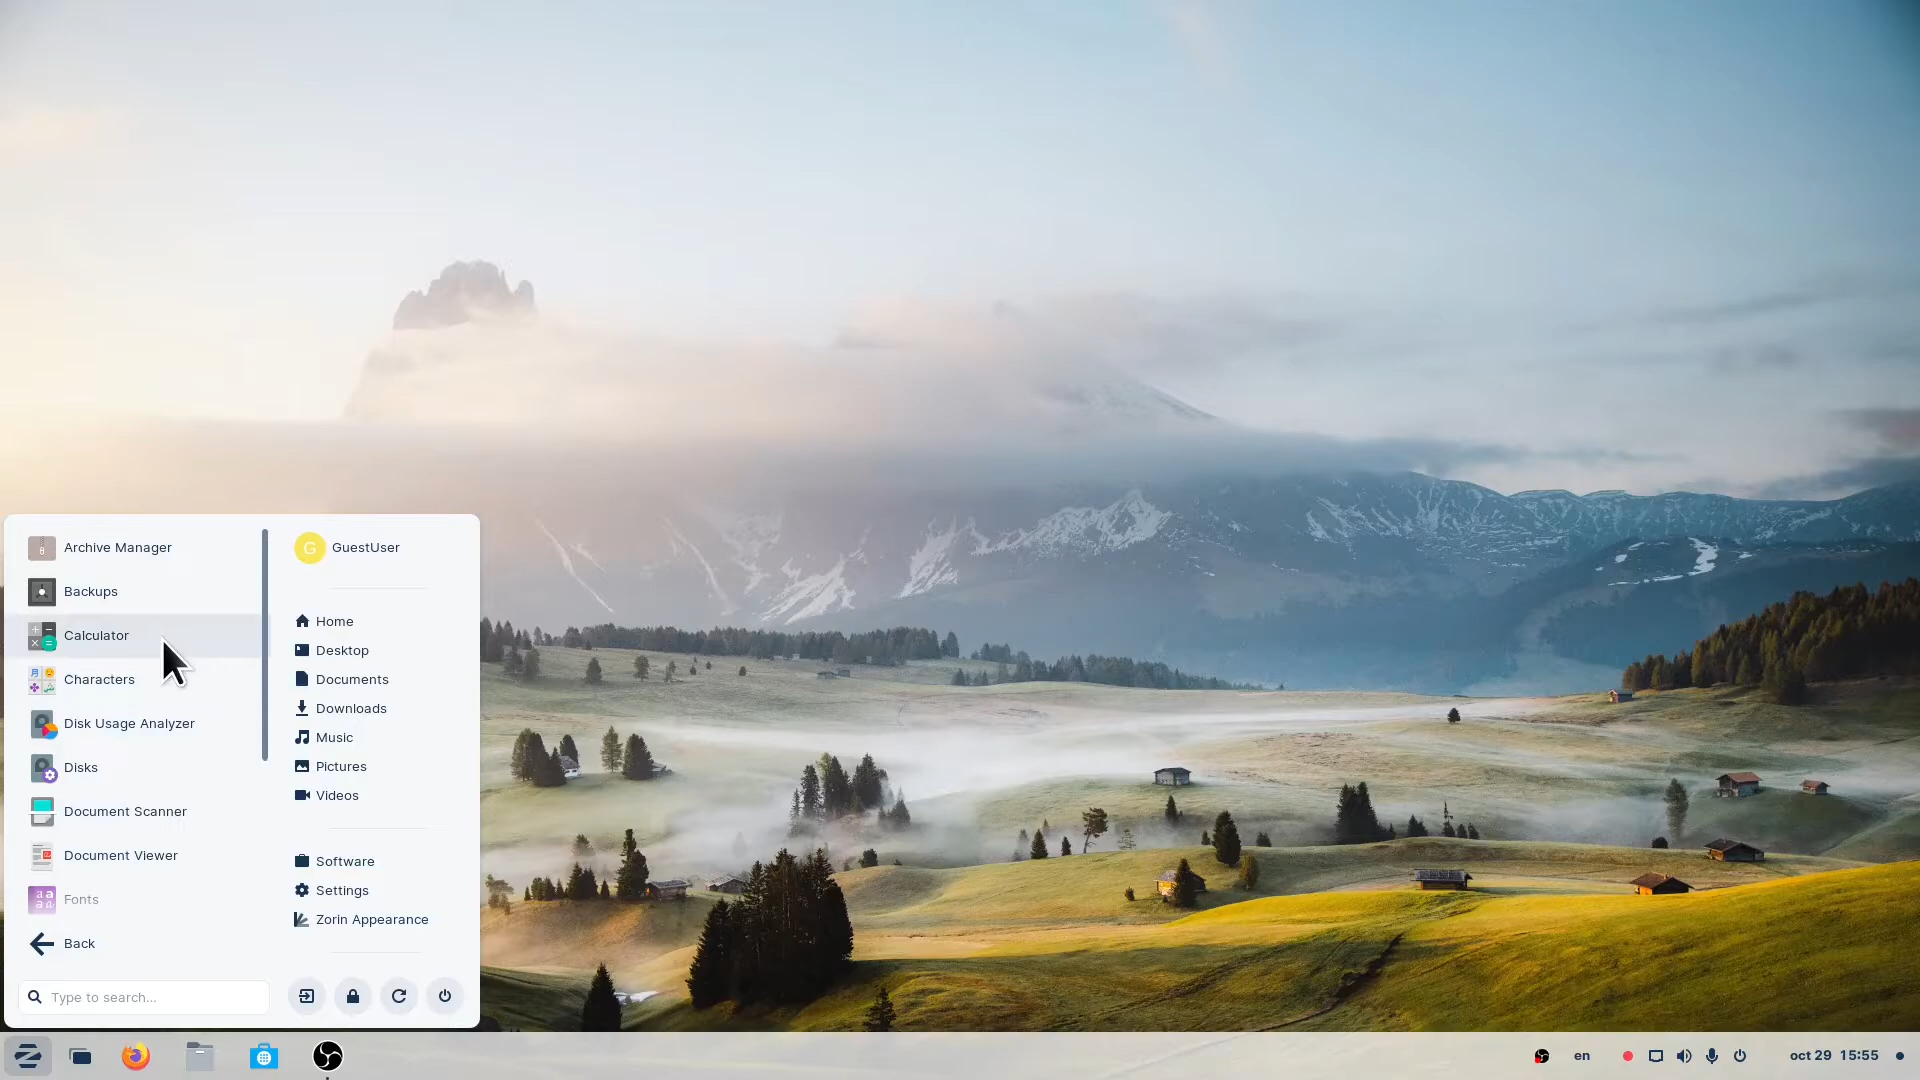 Archive Manager
Backups
Calculator
Characters
Disk Usage Analyzer
Disks
Document Scanner
Document Viewer
Fonts
Back
Type to search...
G GuestUser
Home
Desktop
Documents
Downloads
Music
Pictures
Videos
Software
Settings
Zorin Appearance
en
oct 29 15:55